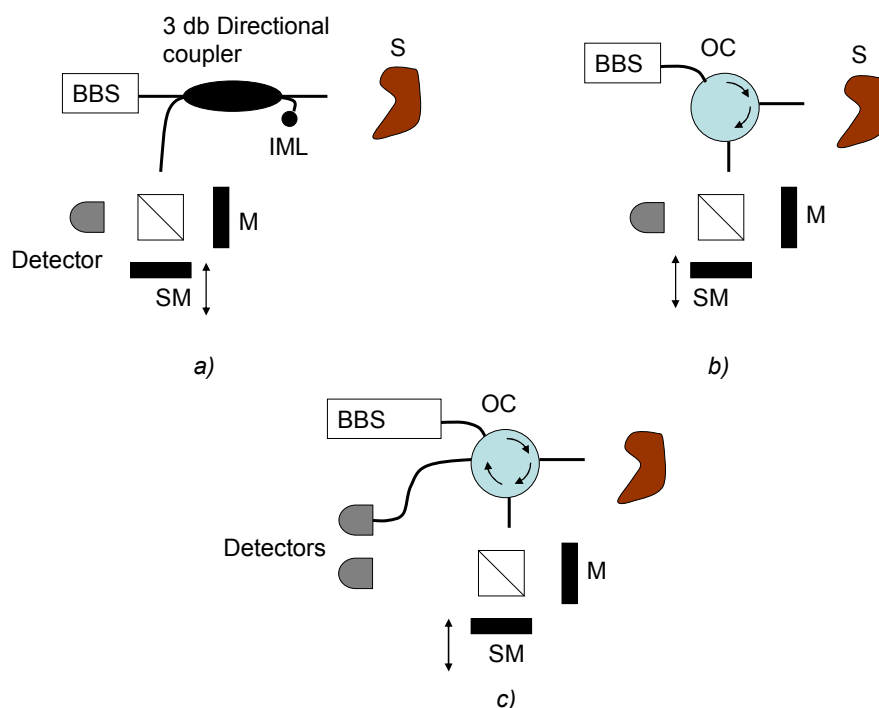 3 db Directional
coupler
S
BBS
IML
M
Detector
SM
a)
OC
S
BBS
M
SM
b)
OC
BBS
Detectors
M
SM
c)